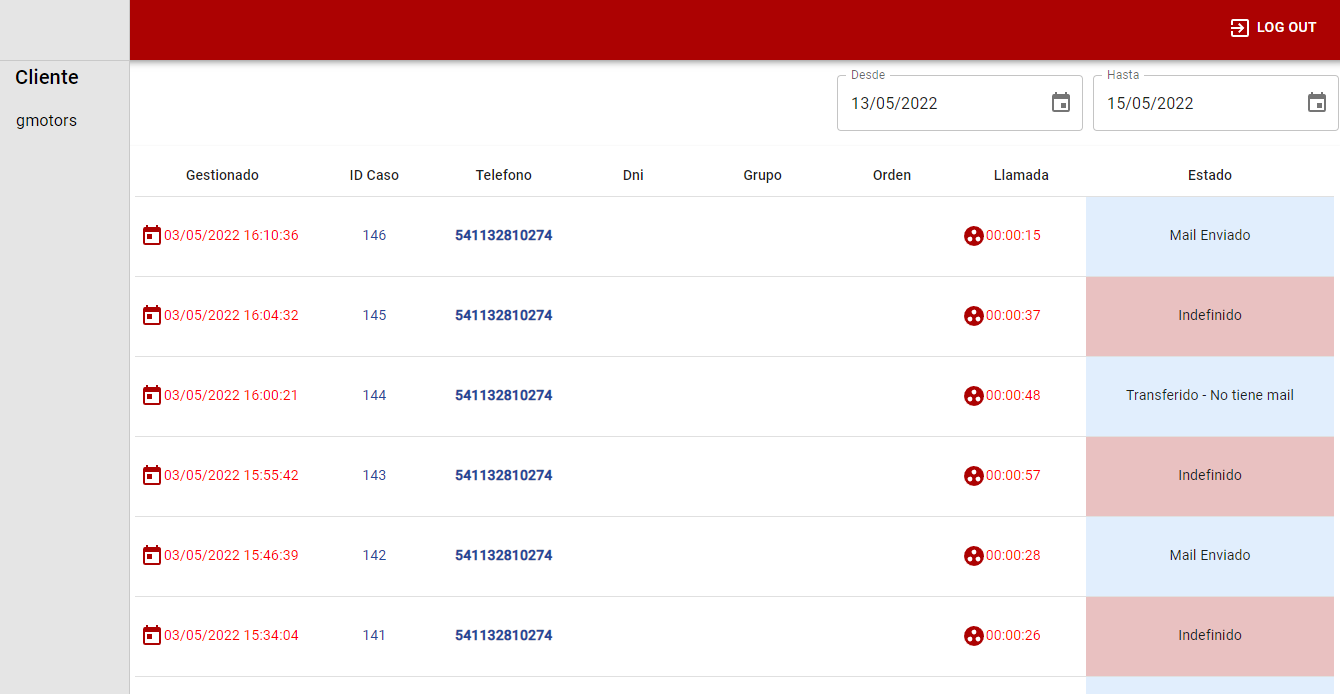 LOG OUT
Cliente
gmotors
Desde
13/05/2022
Hasta
15/05/2022
Gestionado ID Caso Telefono Dni Grupo Orden Llamada Estado
03/05/2022 16:10:36 146 541132810274 00:00:15 Mail Enviado
03/05/2022 16:04:32 145 541132810274 00:00:37 Indefinido
03/05/2022 16:00:21 144 541132810274 00:00:48 Transferido - No tiene mail
03/05/2022 15:55:42 143 541132810274 00:00:57 Indefinido
03/05/2022 15:46:39 142 541132810274 00:00:28 Mail Enviado
03/05/2022 15:34:04 141 541132810274 00:00:26 Indefinido